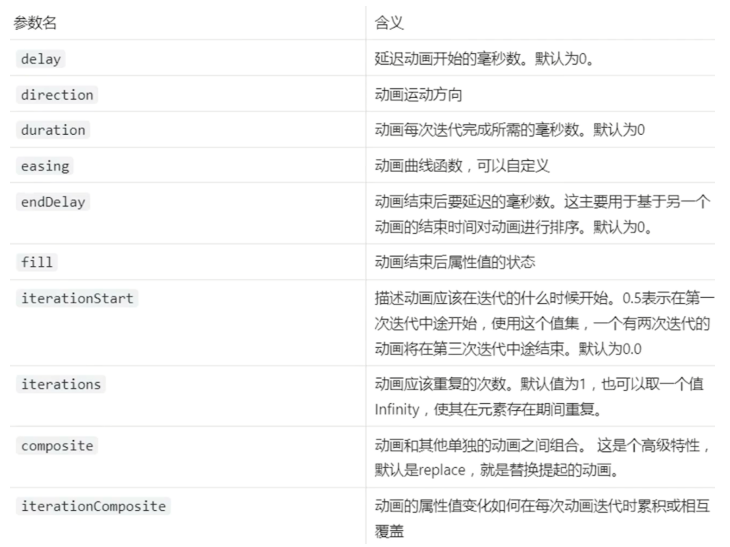 参数名 含义
delay 延迟动画开始的毫秒数。默认为0。
direction 动画运动方向
duration 动画每次迭代完成所需的毫秒数。默认为0
easing 动画曲线函数，可以自定义
endDelay 动画结束后要延迟的毫秒数。这主要用于基于另一个
动画的结束时间对动画进行排序。默认为0。
fill 动画结束后属性值的状态
iterationStart 描述动画应该在迭代的什么时候开始。0.5表示在第一
次迭代中途开始，使用这个值集，一个有两次迭代的
动画将在第三次迭代中途结束。默认为0.0
iterations 动画应该重复的次数。默认值为1，也可以取一个值
Infinity，使其在元素存在期间重复。
composite 动画和其他单独的动画之间组合。 这是个高级特性，
默认是replace，就是替换提起的动画。
iterationComposite 动画的属性值变化如何在每次动画迭代时累积或相互
覆盖